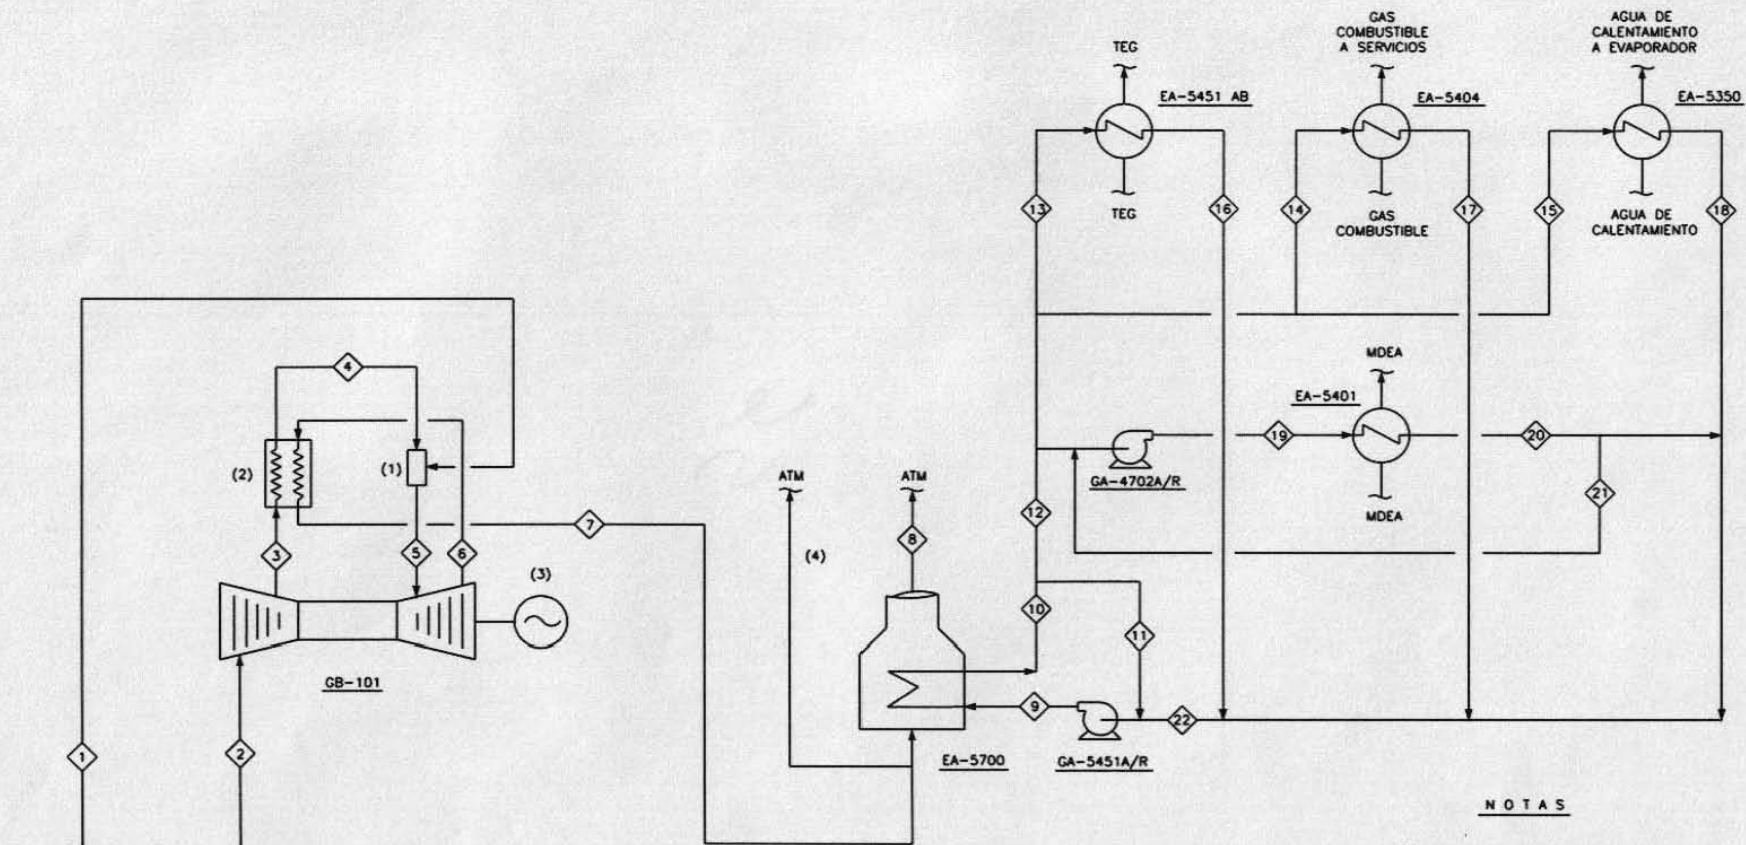 GAS
COMBUSTIBLE
A SERVICIOS
AGUA DE
CALENTAMIENTO
A EVAPORADOR
TEG
EA-5451 AB
EA-5404
EA-5350
13
16
14
17
15
18
TEG
GAS
COMBUSTIBLE
AGUA DE
CALENTAMIENTO
4
MDEA
EA-5401
19
20
(2)
(1)
GA-4702A/R
ATM
ATM
21
MDEA
12
7
8
3
5
6
(4)
(3)
10
11
GB-101
9
22
1
2
EA-5700
GA-5451A/R
N O T A S